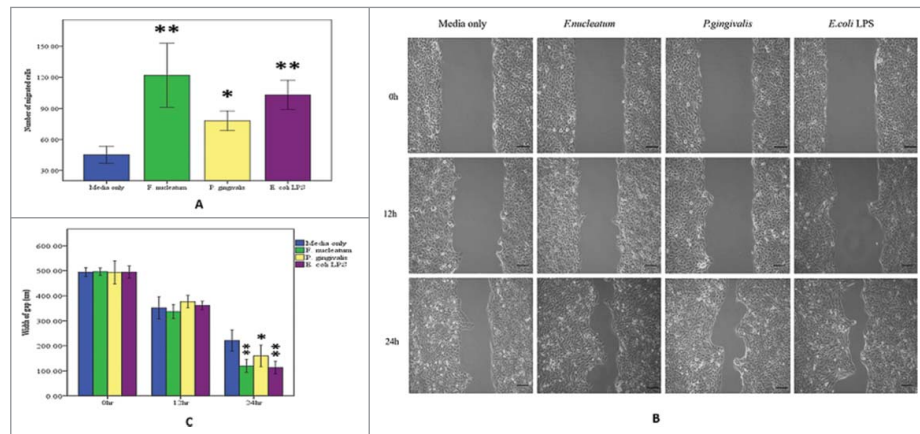 Number of migrated cells
150.00
120.00
90.00
60.00
30.00
**
*
**
Media only F. nucleatum P. gingivalis E. coli LPS
A
Width of gap (nm)
600.00
500.00
400.00
300.00
200.00
100.00
0.00
Media only
F. nucleatum
P. gingivalis
E. coli LPS
**
*
**
0hr 12hr 24hr
C
Media only F.nucleatum P.gingivalis E.coli LPS
0h
12h
24h
B